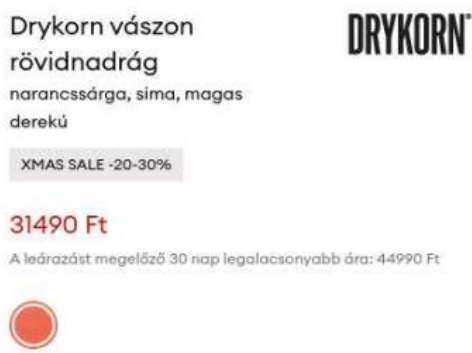 Drykorn vászon
rövidnadrág
DRYKORN
narancssárga, sima, magas
derekú
XMAS SALE -20-30%
31490 Ft
A leárazást megelőző 30 nap legalacsonyabb ára: 44990 Ft